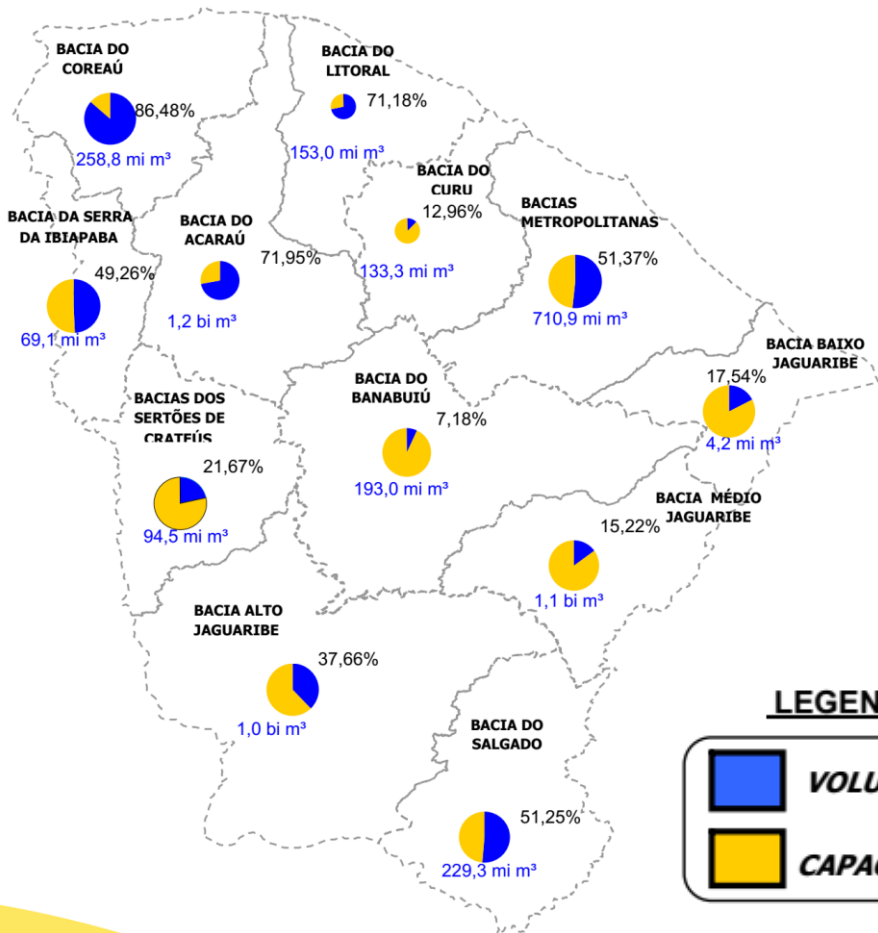 BACIA DO
COREAÚ
86,48%
258,8 mi m³
BACIA DO
LITORAL
71,18%
153,0 mi m³
BACIA DO
CURU
12,96%
133,3 mi m³
BACIAS
METROPOLITANAS
51,37%
710,9 mi m³
BACIA DA SERRA
DA IBIAPABA
49,26%
69,1 mi m³
BACIA DO
ACARAÚ
71,95%
1,2 bi m³
BACIA BAIXO
JAGUARIBE
17,54%
4,2 mi m³
BACIAS DOS
SERTÕES DE
CRATEÚS
21,67%
94,5 mi m³
BACIA DO
BANABUIÚ
7,18%
193,0 mi m³
BACIA MÉDIO
JAGUARIBE
15,22%
1,1 bi m³
BACIA ALTO
JAGUARIBE
37,66%
1,0 bi m³
BACIA DO
SALGADO
51,25%
229,3 mi m³
LEGEN
VOLU
CAPAC